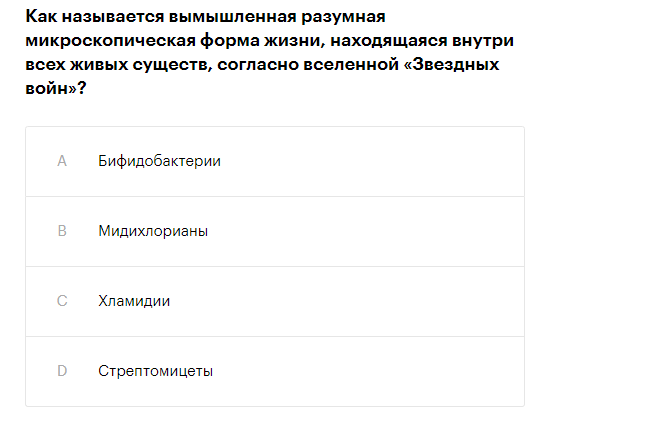 Как называется вымышленная разумная
микроскопическая форма жизни, находящаяся внутри
всех живых существ, согласно вселенной «Звездных
войн»?
A Бифидобактерии
B Мидихлорианы
C Хламидии
D Стрептомицеты